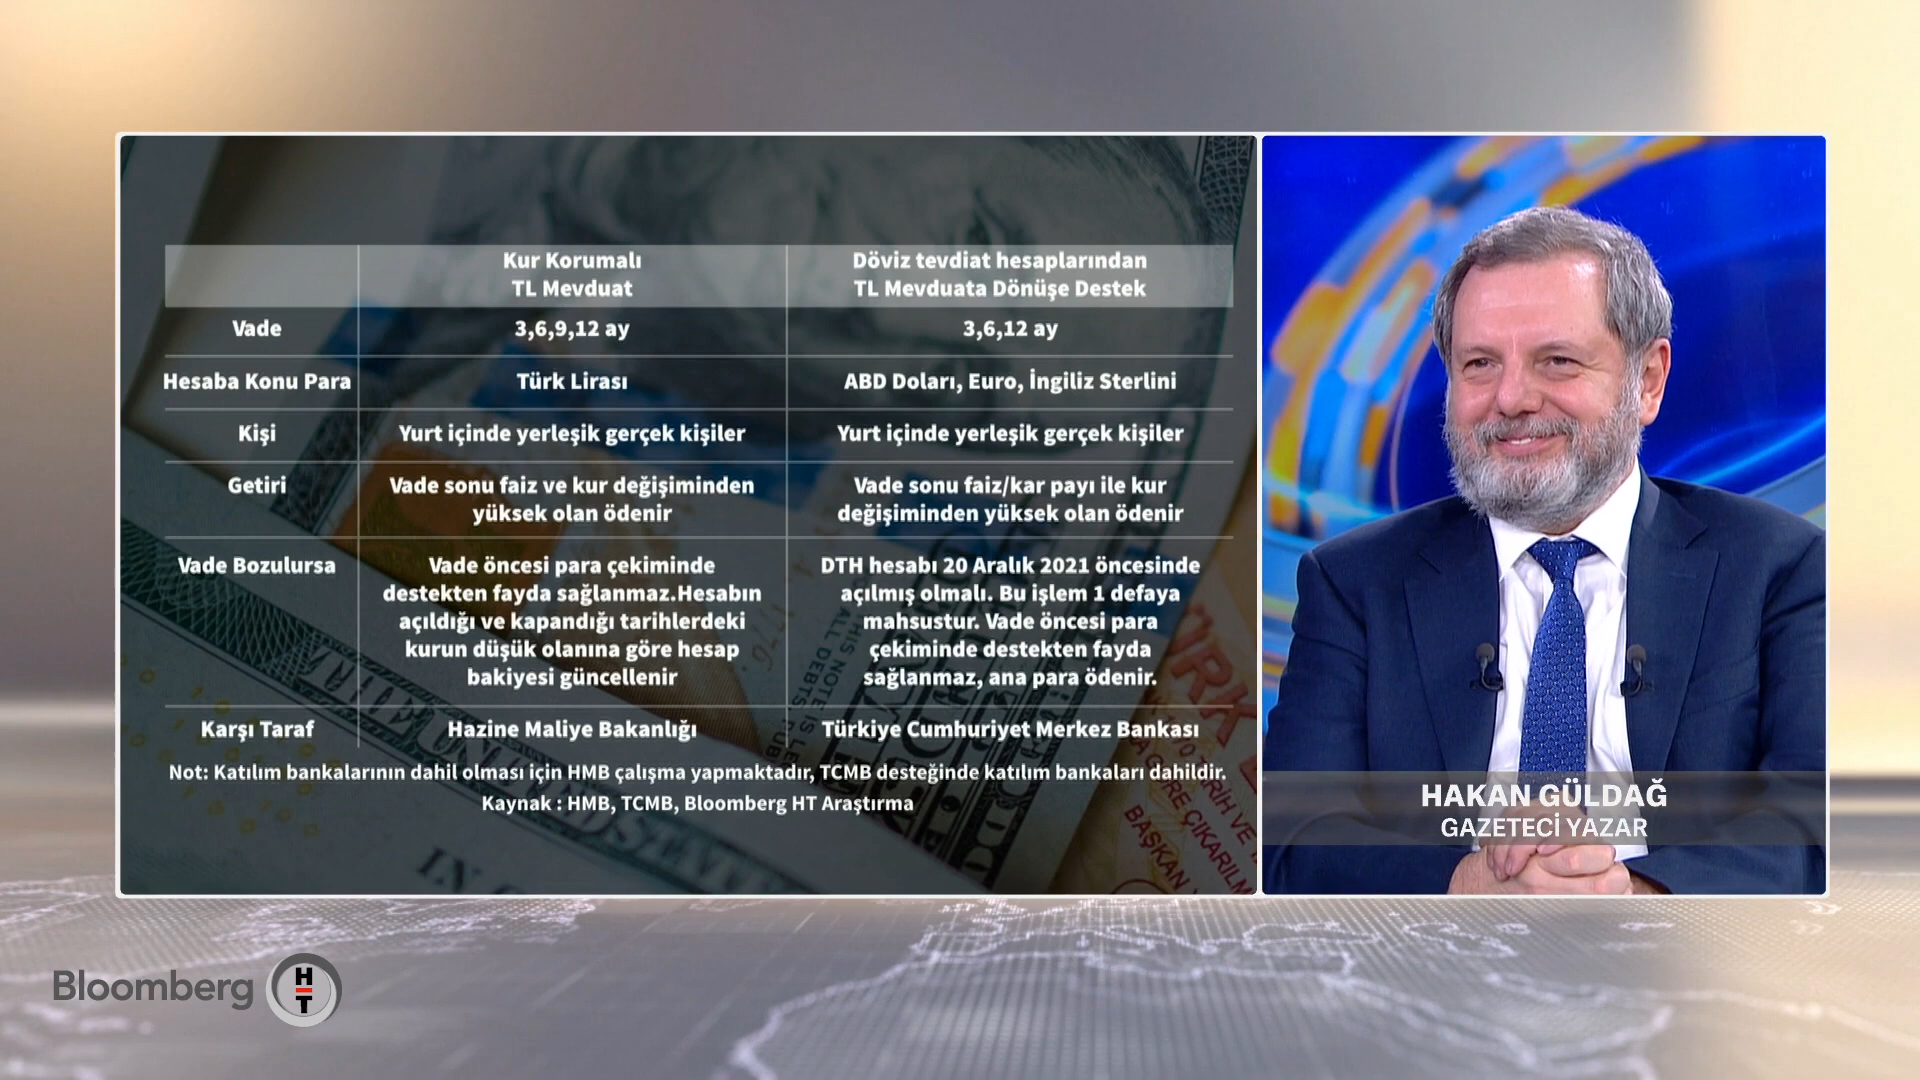 Kur Korumalı
TL Mevduat
Döviz tevdiat hesaplarından
TL Mevduata Dönüşe Destek
Vade
3,6,9,12 ay
3,6,12 ay
Hesaba Konu Para
Türk Lirası
ABD Doları, Euro, İngiliz Sterlini
Kişi
Yurt içinde yerleşik gerçek kişiler
Yurt içinde yerleşik gerçek kişiler
Getiri
Vade sonu faiz ve kur değişiminden
yüksek olan ödenir
Vade sonu faiz/kar payı ile kur
değişiminden yüksek olan ödenir
Vade Bozulursa
Vade öncesi para çekiminde
destekten fayda sağlanmaz.Hesabın
açıldığı ve kapandığı tarihlerdeki
kurun düşük olanına göre hesap
bakiyesi güncellenir
DTH hesabı 20 Aralık 2021 öncesinde
açılmış olmalı. Bu işlem 1 defaya
mahsustur. Vade öncesi para
çekiminde destekten fayda
sağlanmaz, ana para ödenir.
Karşı Taraf
Hazine Maliye Bakanlığı
Türkiye Cumhuriyet Merkez Bankası
Not: Katılım bankalarının dahil olması için HMB çalışma yapmaktadır, TCMB desteğinde katılım bankaları dahildir.
Kaynak : HMB, TCMB, Bloomberg HT Araştırma
HAKAN GÜLDAĞ
GAZETECİ YAZAR
Bloomberg
H
T